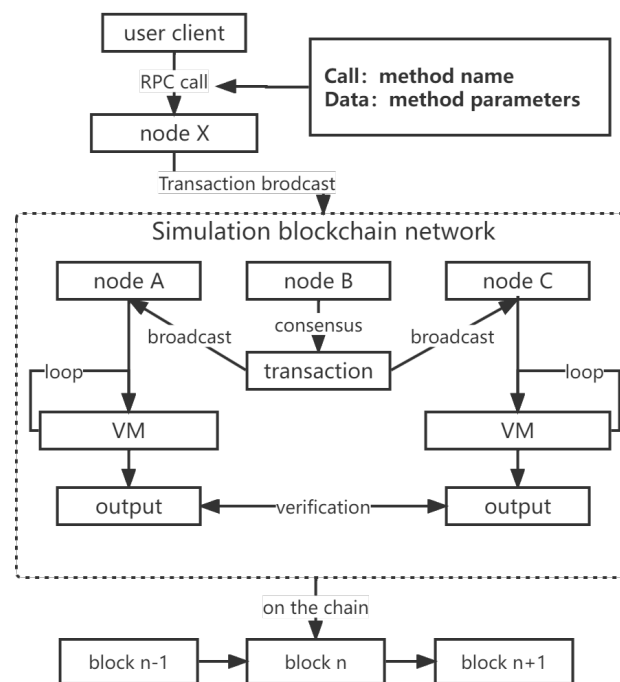 user client
RPC call
Call: method name
Data: method parameters
node X
Transaction brodcast
Simulation blockchain network
node A
node B
node C
broadcast
consensus
broadcast
loop
transaction
loop
VM
VM
output
verification
output
on the chain
block n-1
block n
block n+1